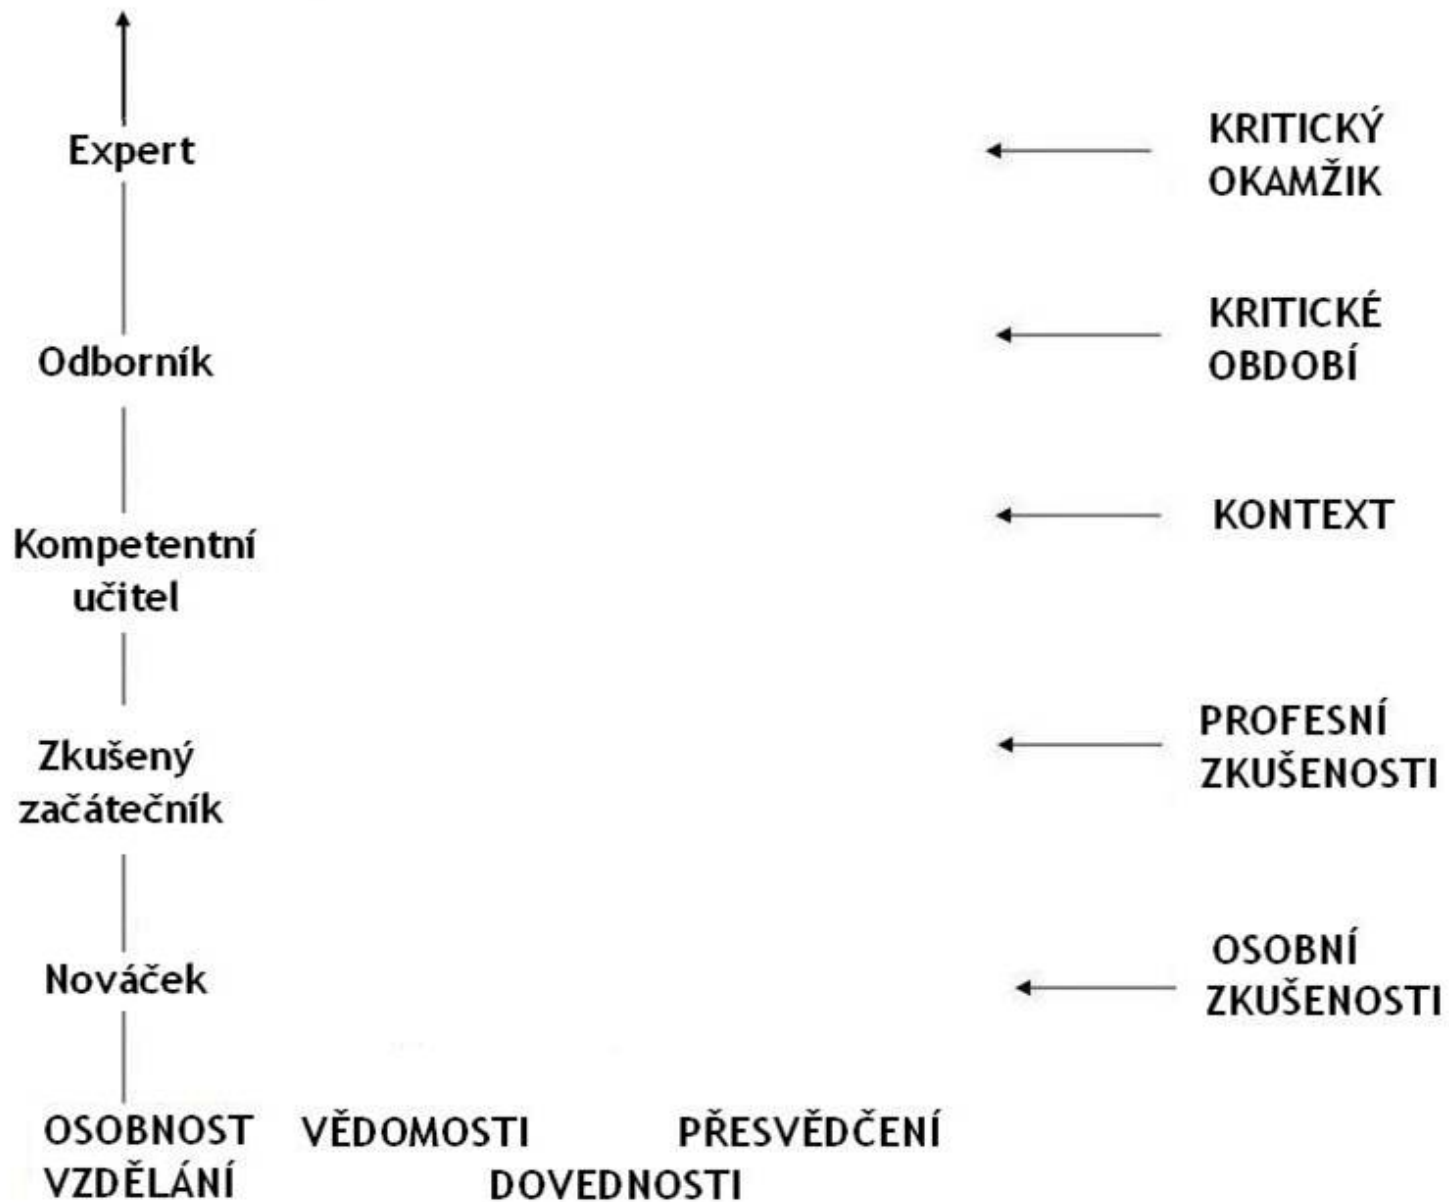 Expert
KRITICKÝ
OKAMŽIK
Odborník
KRITICKÉ
OBDOBÍ
Kompetentní
učitel
KONTEXT
Zkušený
začátečník
PROFESNÍ
ZKUŠENOSTI
Nováček
OSOBNÍ
ZKUŠENOSTI
OSOBNOST VĚDOMOSTI PŘESVĚDČENÍ
VZDĚLÁNÍ DOVEDNOSTI